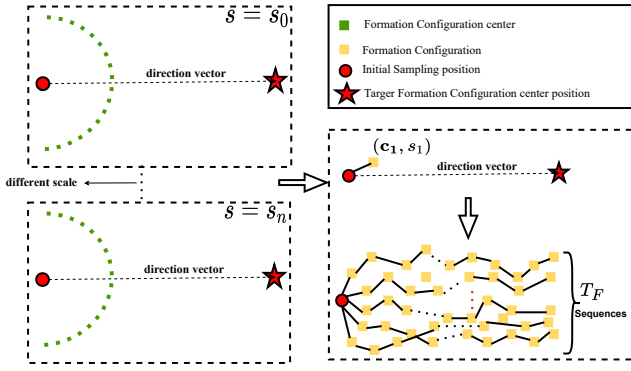 s = s₀
direction vector
different scale
s = sₙ
direction vector
Formation Configuration center
Formation Configuration
Initial Sampling position
Targer Formation Configuration center position
(c₁, s₁)
direction vector
T_F
Sequences